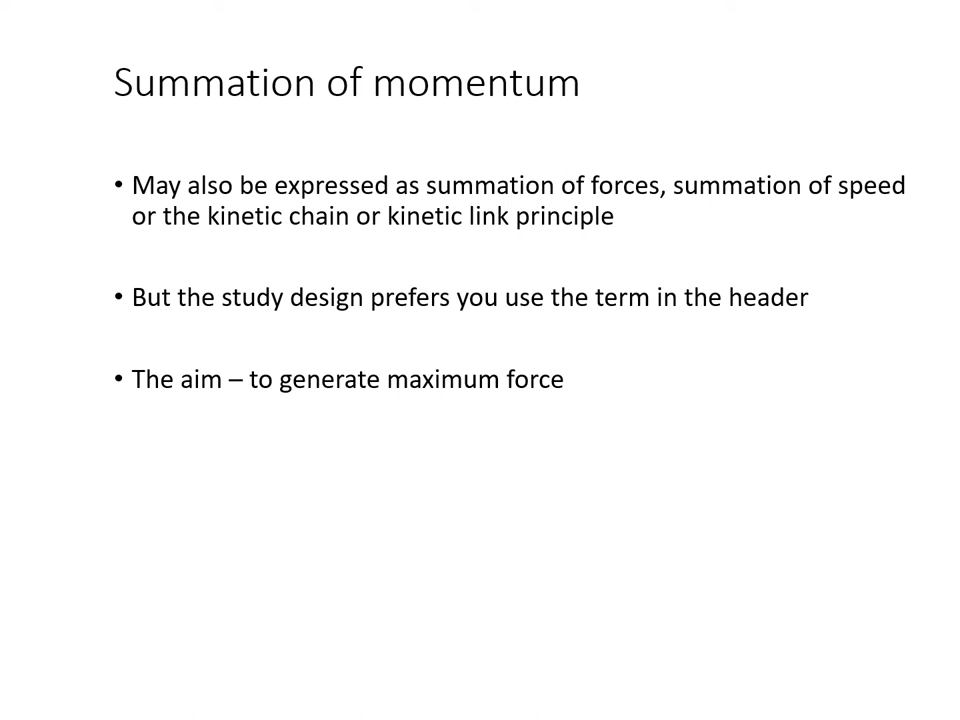 Summation of momentum
• May also be expressed as summation of forces, summation of speed
or the kinetic chain or kinetic link principle
• But the study design prefers you use the term in the header
• The aim – to generate maximum force